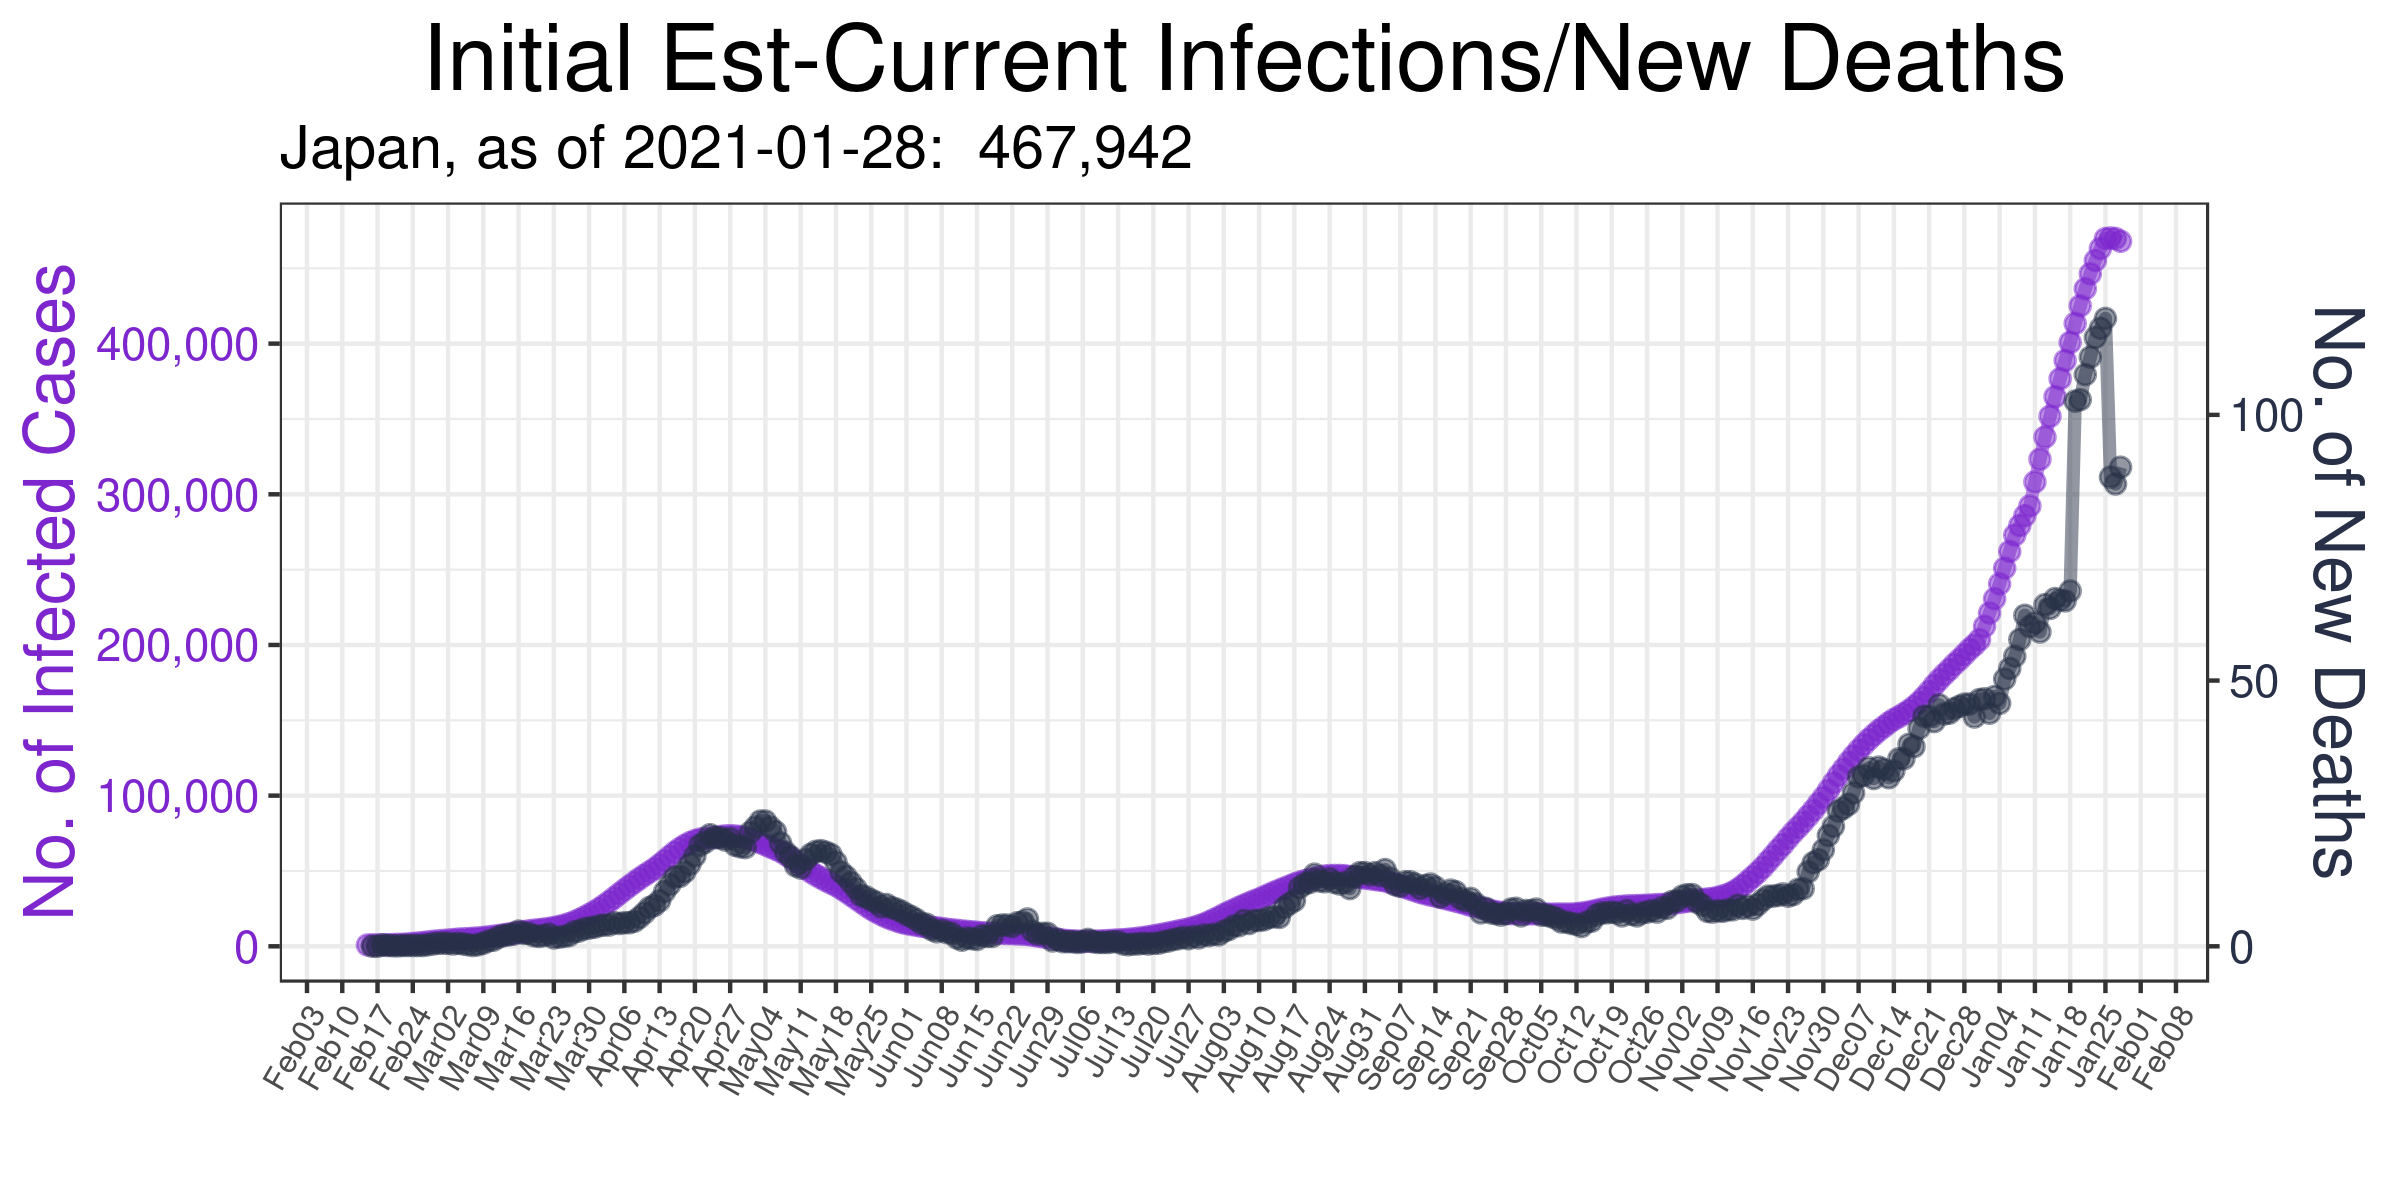 Initial Est-Current Infections/New Deaths
Japan, as of 2021-01-28:  467,942
No. of Infected Cases
400,000
300,000
200,000
100,000
0
No. of New Deaths
100
50
0
Feb03
Feb10
Feb17
Feb24
Mar02
Mar09
Mar16
Mar23
Mar30
Apr06
Apr13
Apr20
Apr27
May04
May11
May18
May25
Jun01
Jun08
Jun15
Jun22
Jun29
Jul06
Jul13
Jul20
Jul27
Aug03
Aug10
Aug17
Aug24
Aug31
Sep07
Sep14
Sep21
Sep28
Oct05
Oct12
Oct19
Oct26
Nov02
Nov09
Nov16
Nov23
Nov30
Dec07
Dec14
Dec21
Dec28
Dec04
Jan11
Jan18
Jan25
Feb01
Feb08